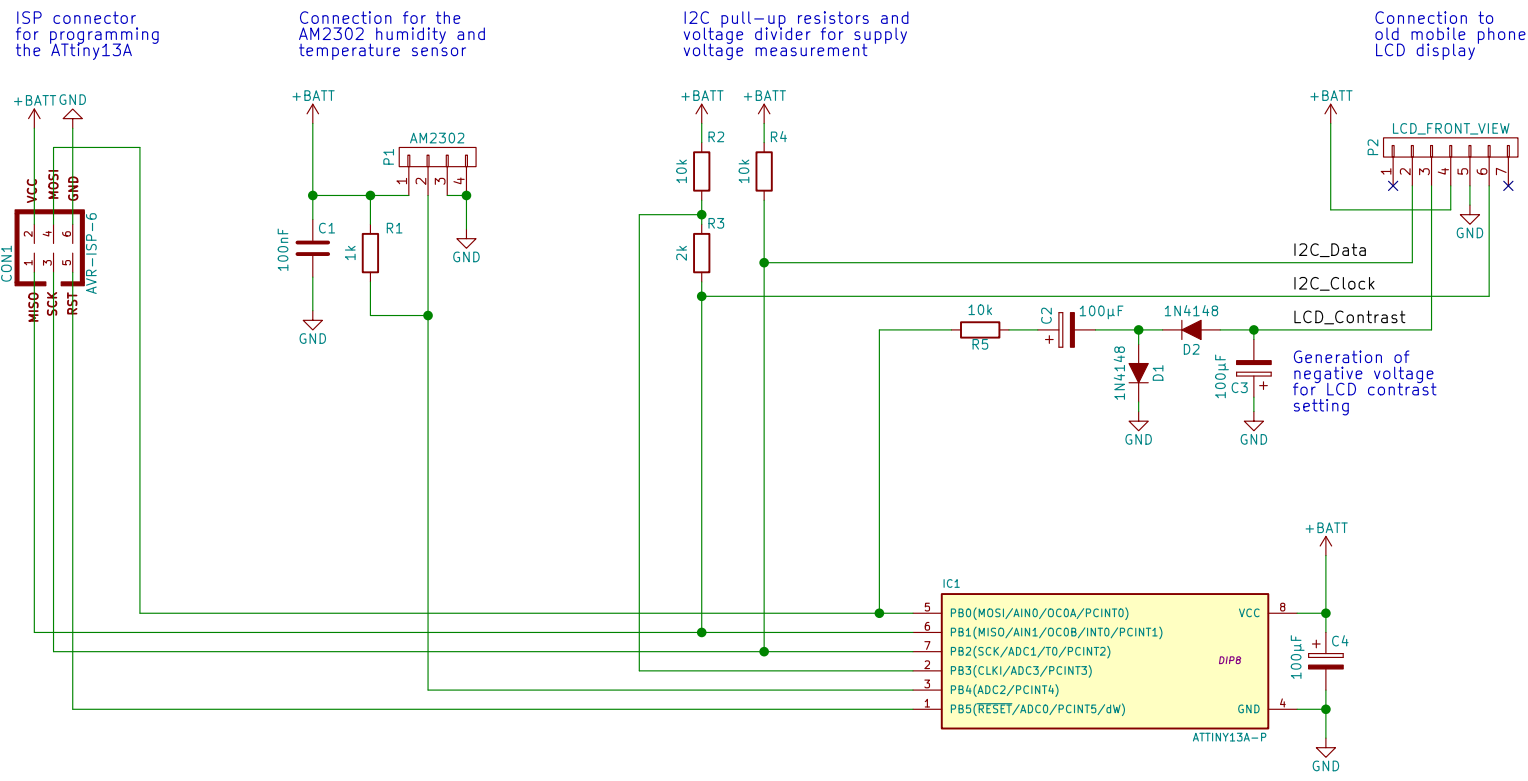 ISP connector
for programming
the ATtiny13A
Connection for the
AM2302 humidity and
temperature sensor
I2C pull-up resistors and
voltage divider for supply
voltage measurement
Connection to
old mobile phone
LCD display
+BATT
GND
VCC
MOSI
GND
2
4
6
1
3
5
CON1
AVR-ISP-6
MISO
SCK
RST
+BATT
AM2302
P1
1
2
3
4
C1
100nF
R1
1k
GND
GND
+BATT
+BATT
R2
10k
R4
10k
R3
2k
+BATT
LCD_FRONT_VIEW
P2
1
2
3
4
5
6
7
GND
I2C_Data
I2C_Clock
LCD_Contrast
10k
R5
C2
+
100µF
1N4148
D2
1N4148
D1
100µF
C3
+
GND
GND
Generation of
negative voltage
for LCD contrast
setting
+BATT
IC1
5 PB0(MOSI/AIN0/OC0A/PCINT0)
VCC 8
6 PB1(MISO/AIN1/OC0B/INT0/PCINT1)
7 PB2(SCK/ADC1/T0/PCINT2)
2 PB3(CLKI/ADC3/PCINT3)
3 PB4(ADC2/PCINT4)
1 PB5(RESET/ADC0/PCINT5/dW)
DIP8
GND 4
ATTINY13A-P
+
C4
100µF
GND